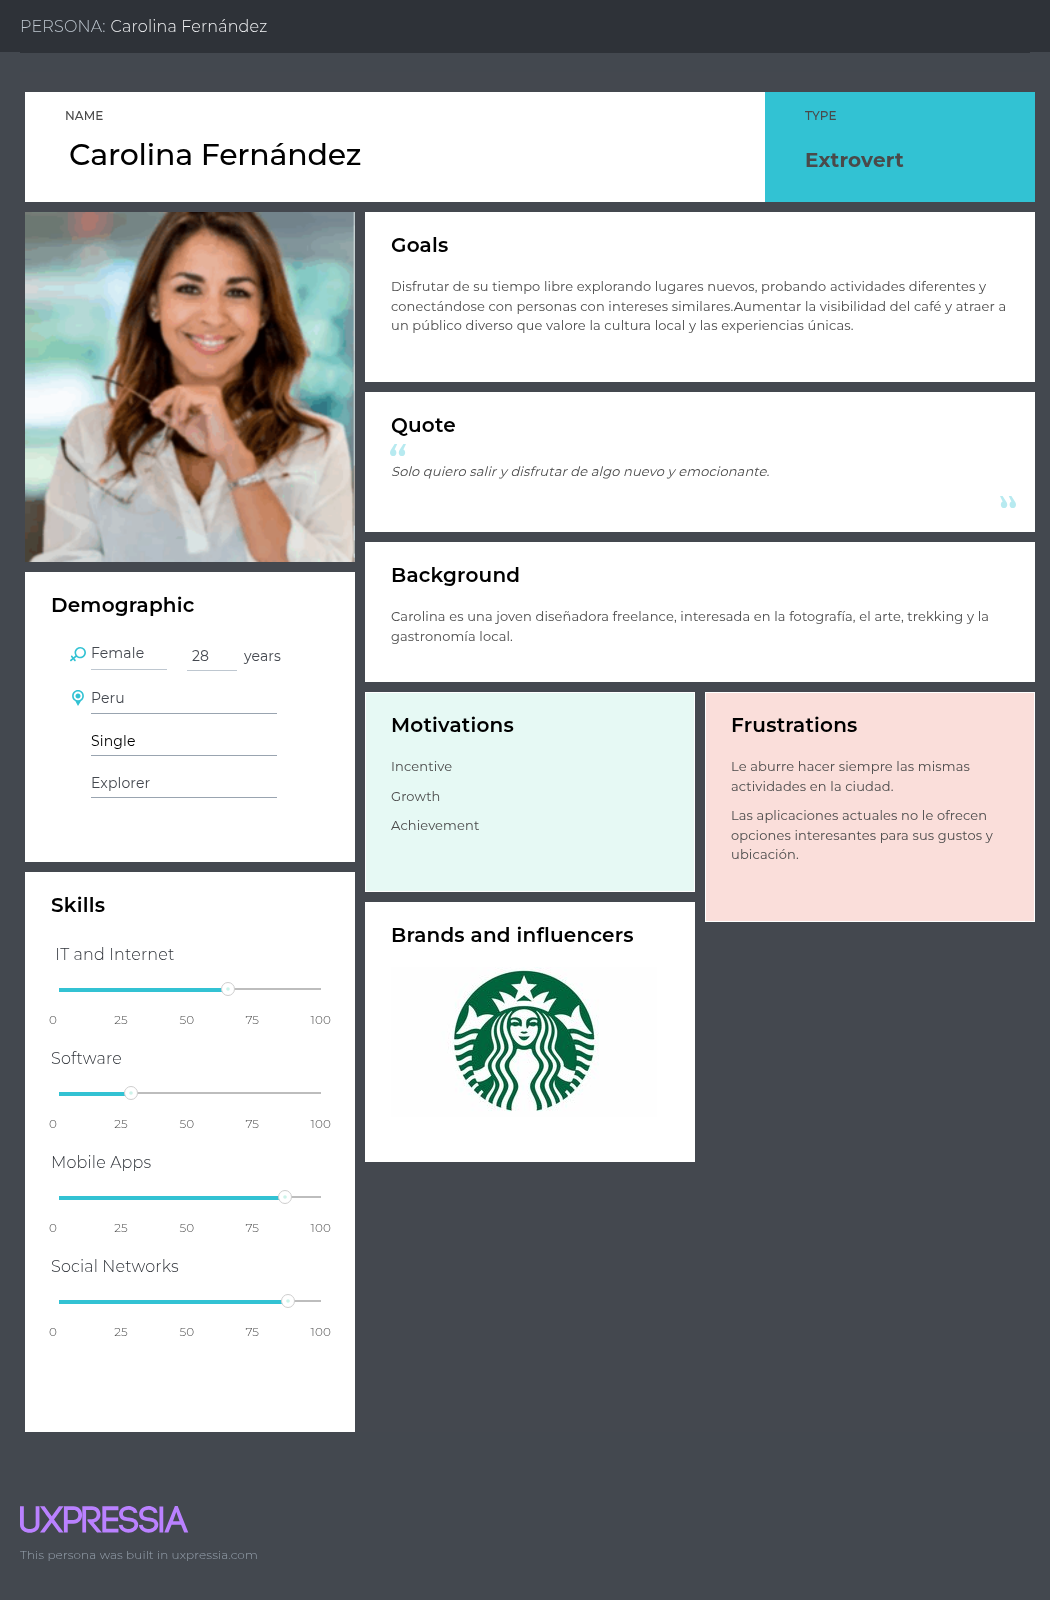 PERSONA: Carolina Fernández
NAME
Carolina Fernández
TYPE
Extrovert
Goals
Disfrutar de su tiempo libre explorando lugares nuevos, probando actividades diferentes y
conectándose con personas con intereses similares.Aumentar la visibilidad del café y atraer a
un público diverso que valore la cultura local y las experiencias únicas.
Quote
“
Solo quiero salir y disfrutar de algo nuevo y emocionante.
”
Background
Carolina es una joven diseñadora freelance, interesada en la fotografía, el arte, trekking y la
gastronomía local.
Demographic
Female 28 years
Peru
Single
Explorer
Motivations
Incentive
Growth
Achievement
Frustrations
Le aburre hacer siempre las mismas
actividades en la ciudad.
Las aplicaciones actuales no le ofrecen
opciones interesantes para sus gustos y
ubicación.
Skills
IT and Internet
0 25 50 75 100
Software
0 25 50 75 100
Mobile Apps
0 25 50 75 100
Social Networks
0 25 50 75 100
Brands and influencers
UXPRESSIA
This persona was built in uxpressia.com